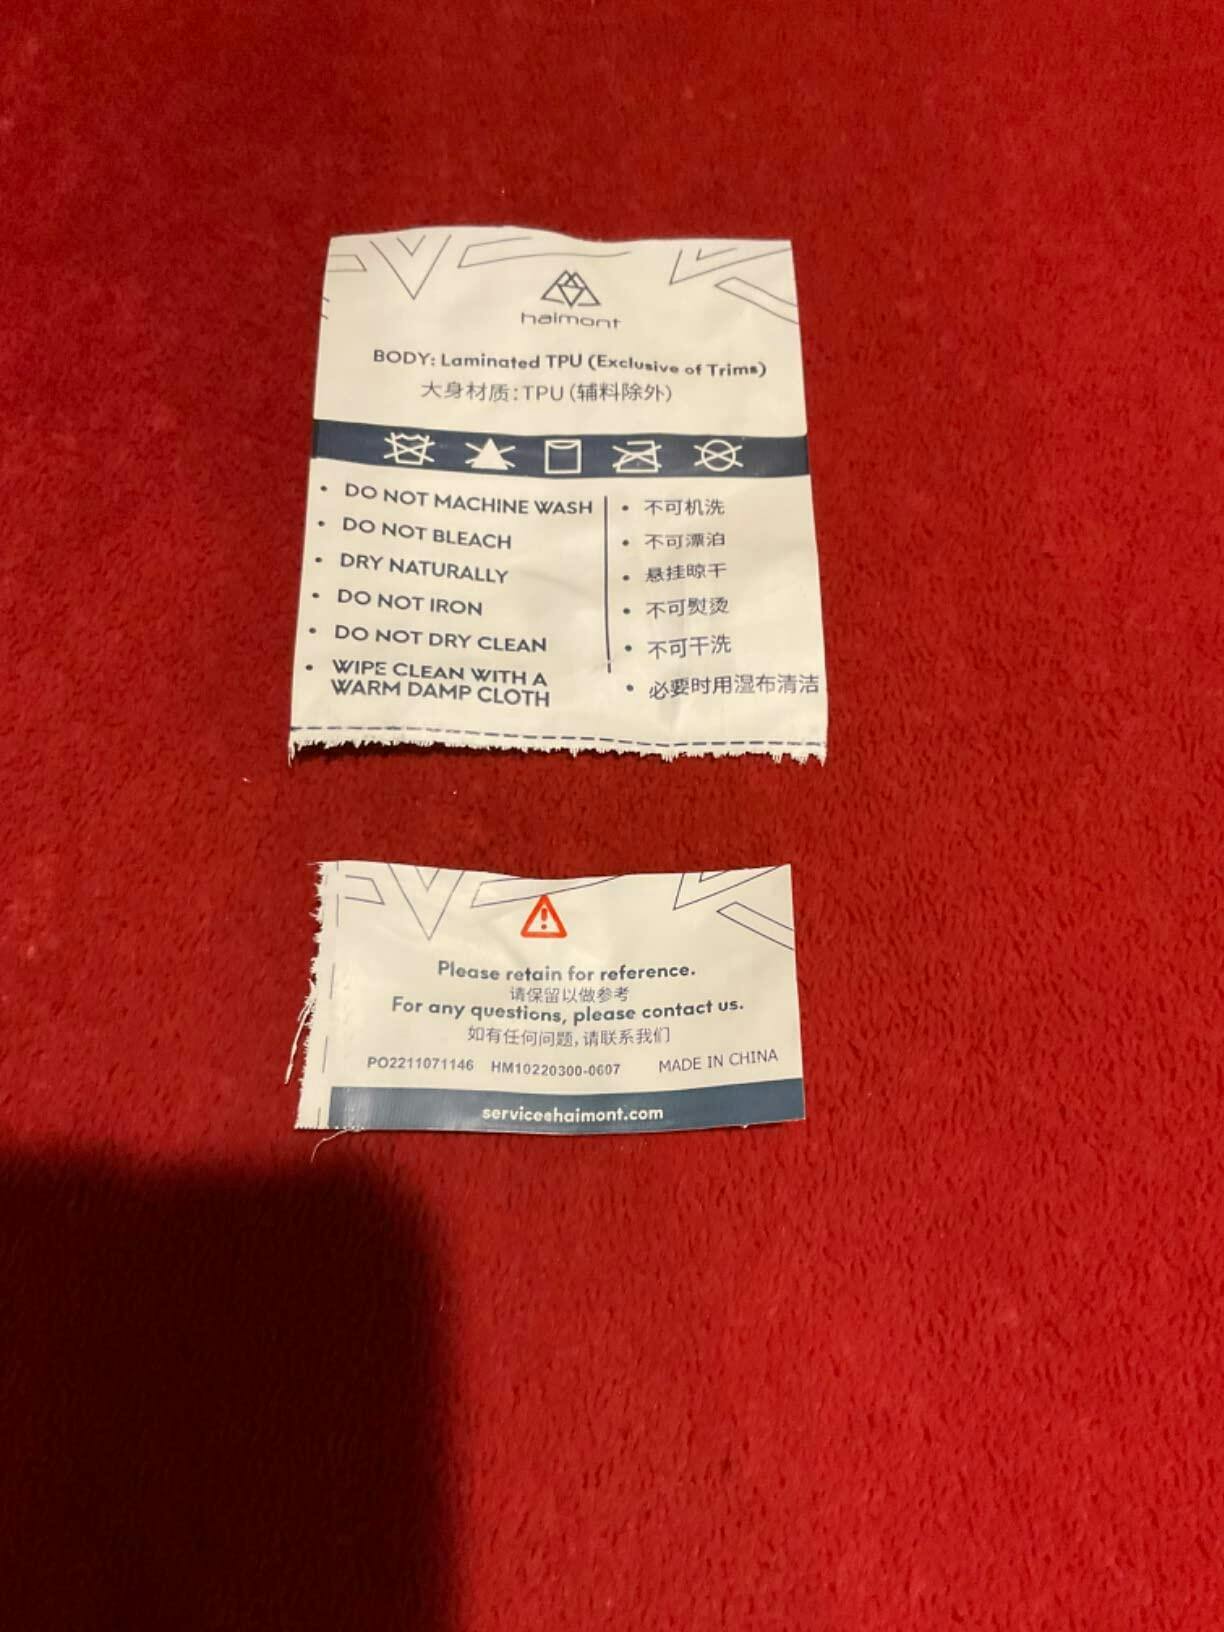 haimont
BODY: Laminated TPU (Exclusive of Trims)
大身材质:TPU(辅料除外)
• DO NOT MACHINE WASH
• DO NOT BLEACH
• DRY NATURALLY
• DO NOT IRON
• DO NOT DRY CLEAN
• WIPE CLEAN WITH A
WARM DAMP CLOTH
• 不可机洗
• 不可漂泊
• 悬挂晾干
• 不可熨烫
• 不可干洗
• 必要时用湿布清洁
Please retain for reference.
请保留以做参考
For any questions, please contact us.
如有任何问题,请联系我们
PO2211071146 HM10220300-0607 MADE IN CHINA
service@haimont.com